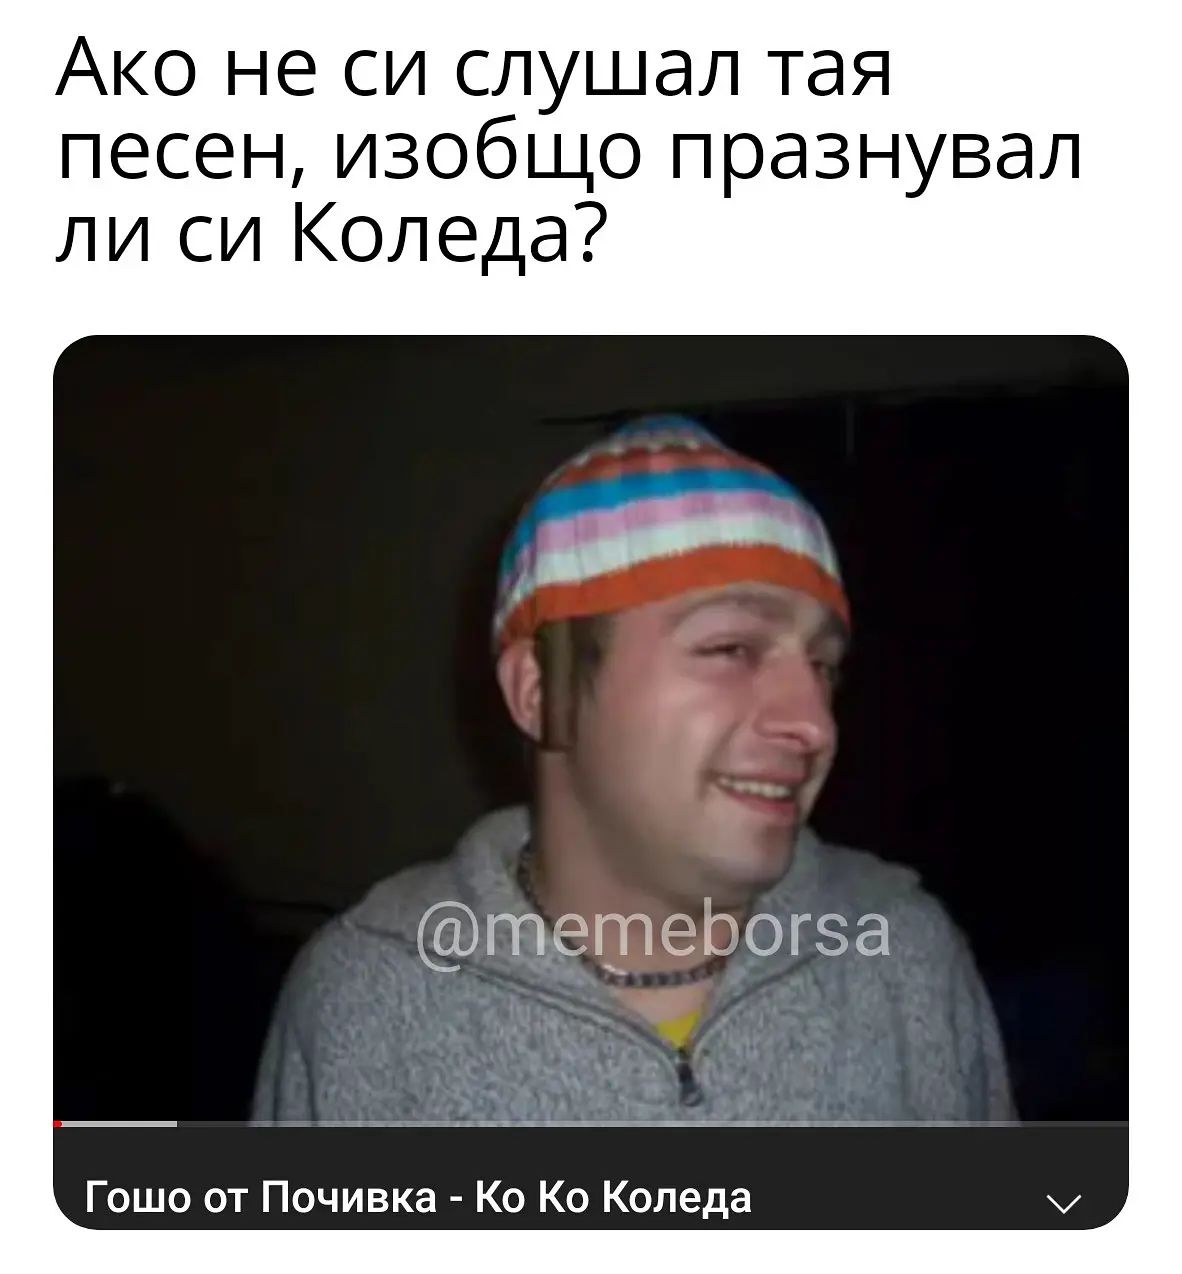 Ако не си слушал тая
песен, изобщо празнувал
ли си Коледа?
@memeborsa
Гошо от Почивка - Ко Ко Коледа